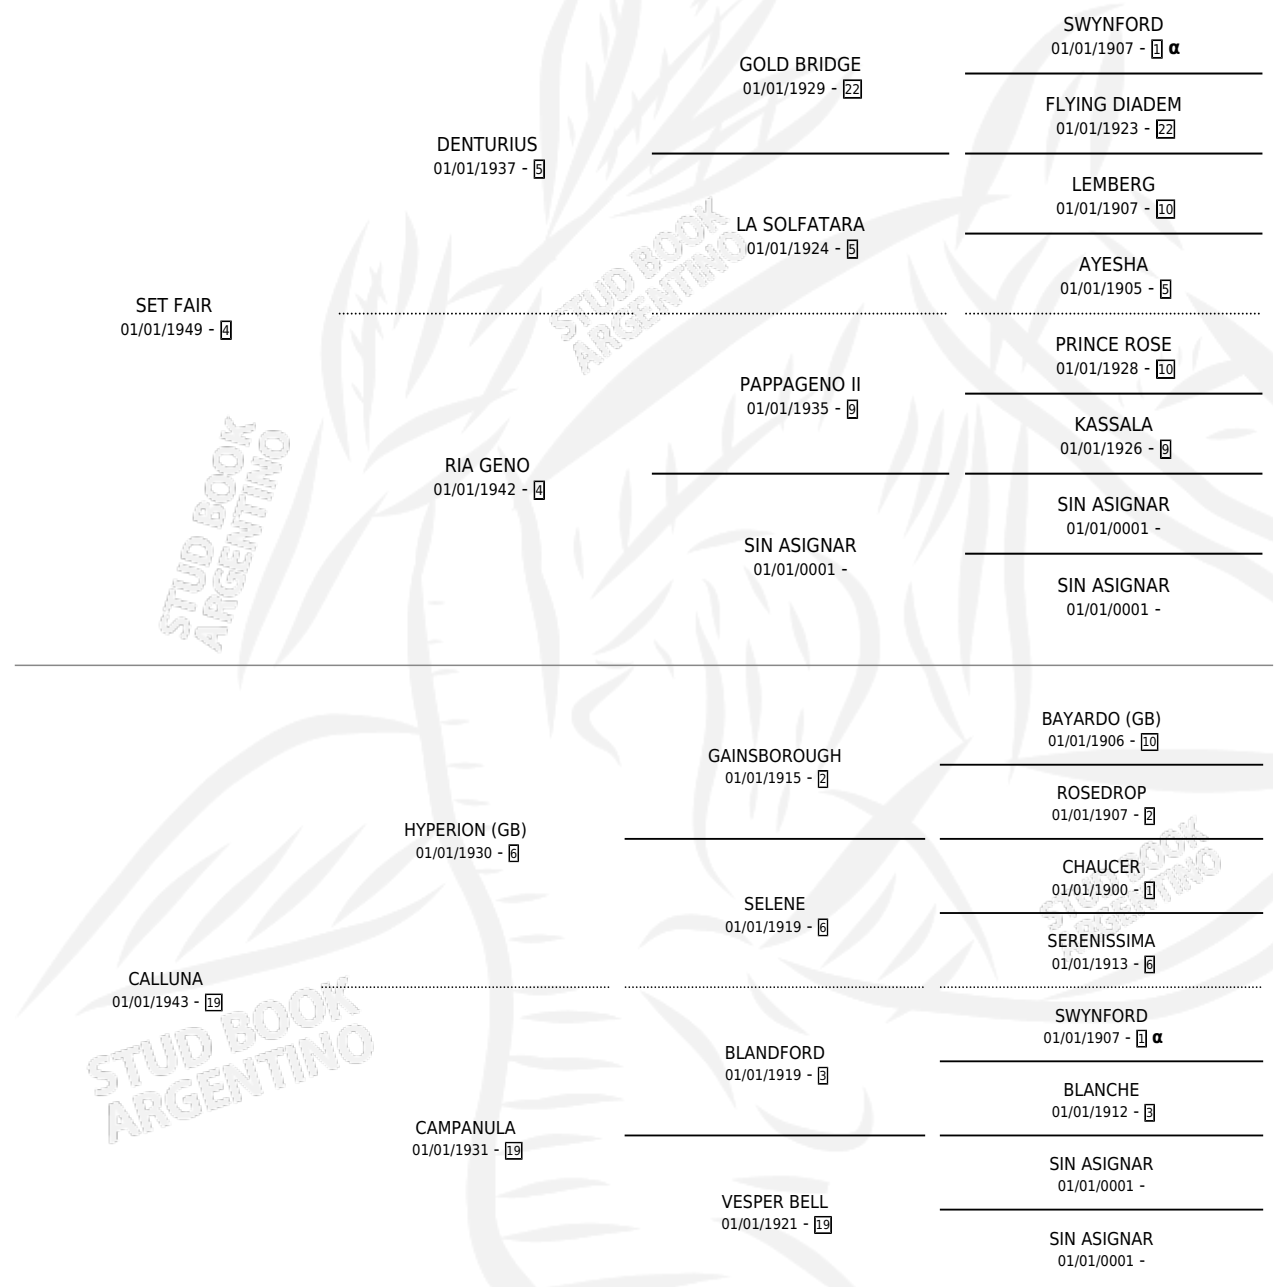 SWYNFORD
01/01/1907 - 1 α
GOLD BRIDGE
01/01/1929 - 22
FLYING DIADEM
01/01/1923 - 22
DENTURIUS
01/01/1937 - 5
LEMBERG
01/01/1907 - 10
LA SOLFATARA
01/01/1924 - 5
AYESHA
01/01/1905 - 5
STUD BOOK
ARGENTINO
SET FAIR
01/01/1949 - 4
PRINCE ROSE
01/01/1928 - 10
PAPPAGENO II
01/01/1935 - 9
KASSALA
01/01/1926 - 9
RIA GENO
01/01/1942 - 4
SIN ASIGNAR
01/01/0001 -
SIN ASIGNAR
01/01/0001 -
SIN ASIGNAR
01/01/0001 -
STUD BOOK
ARGENTINO
BAYARDO (GB)
01/01/1906 - 10
GAINSBOROUGH
01/01/1915 - 2
ROSEDROP
01/01/1907 - 2
HYPERION (GB)
01/01/1930 - 6
CHAUCER
01/01/1900 - 1
SELENE
01/01/1919 - 6
SERENISSIMA
01/01/1913 - 6
STUD BOOK
ARGENTINO
CALLUNA
01/01/1943 - 19
SWYNFORD
01/01/1907 - 1 α
BLANDFORD
01/01/1919 - 3
BLANCHE
01/01/1912 - 3
STUD BOOK
ARGENTINO
CAMPANULA
01/01/1931 - 19
SIN ASIGNAR
01/01/0001 -
VESPER BELL
01/01/1921 - 19
SIN ASIGNAR
01/01/0001 -